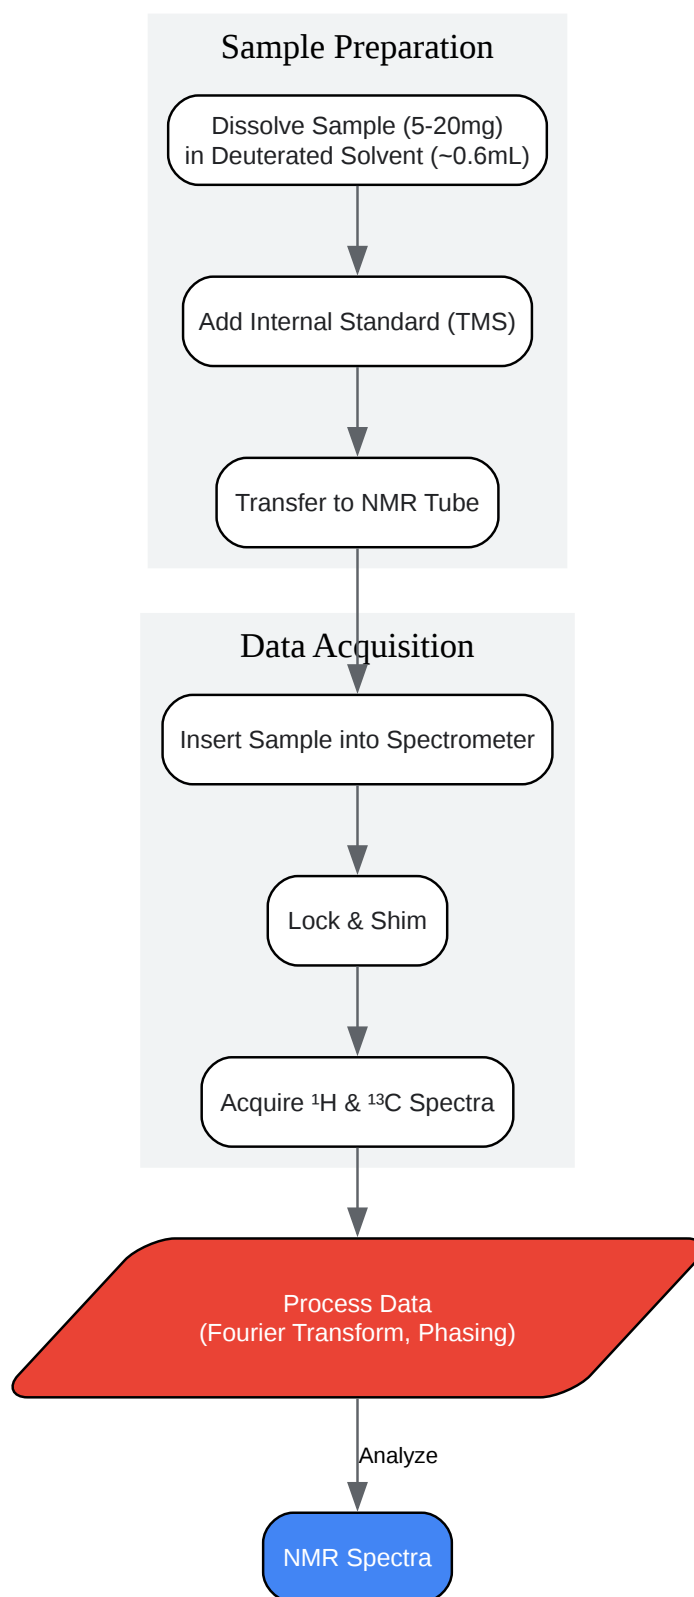 Sample Preparation
Dissolve Sample (5-20mg)
in Deuterated Solvent (~0.6mL)
Add Internal Standard (TMS)
Transfer to NMR Tube
Data Acquisition
Insert Sample into Spectrometer
Lock & Shim
Acquire ¹H & ¹³C Spectra
Process Data
(Fourier Transform, Phasing)
Analyze
NMR Spectra